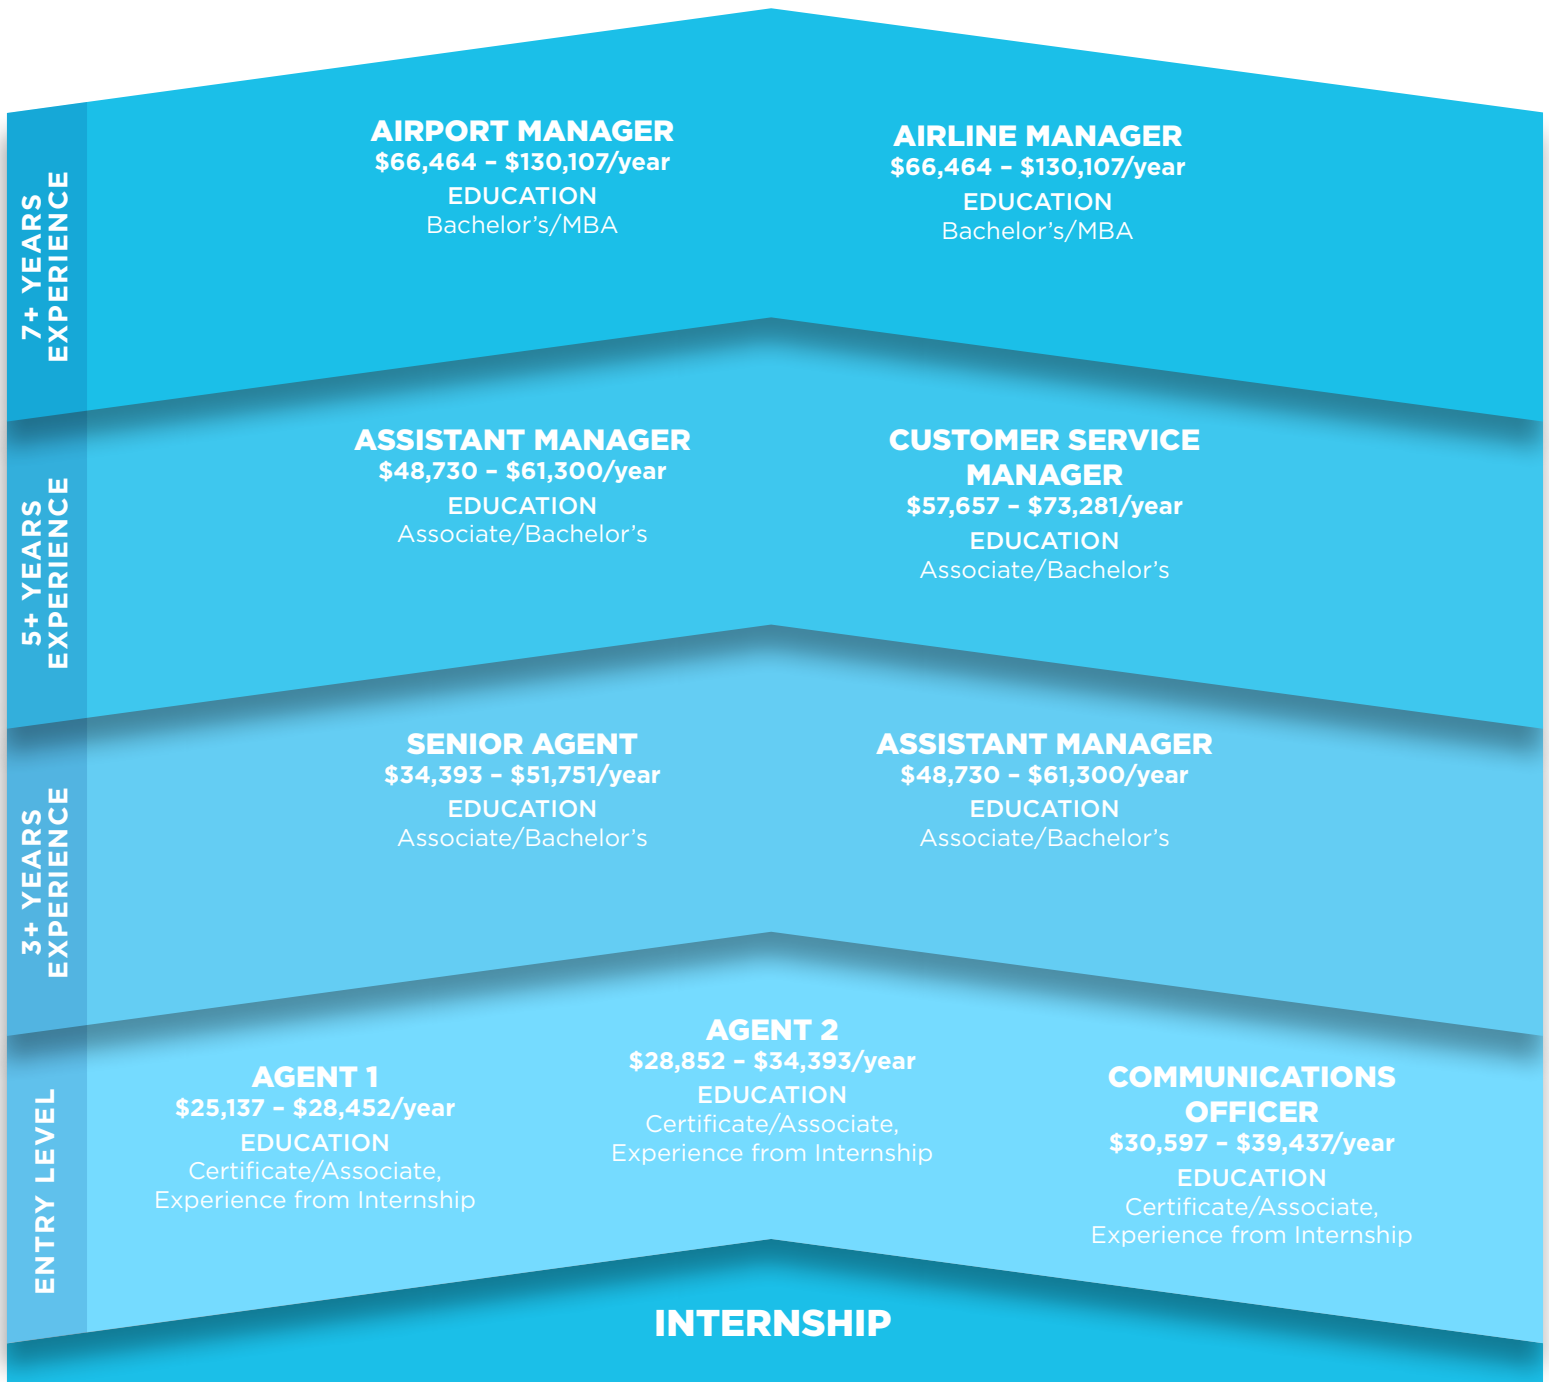 7+ YEARS
EXPERIENCE
AIRPORT MANAGER
$66,464 – $130,107/year
EDUCATION
Bachelor’s/MBA
AIRLINE MANAGER
$66,464 – $130,107/year
EDUCATION
Bachelor’s/MBA
5+ YEARS
EXPERIENCE
ASSISTANT MANAGER
$48,730 – $61,300/year
EDUCATION
Associate/Bachelor’s
CUSTOMER SERVICE
MANAGER
$57,657 – $73,281/year
EDUCATION
Associate/Bachelor’s
3+ YEARS
EXPERIENCE
SENIOR AGENT
$34,393 – $51,751/year
EDUCATION
Associate/Bachelor’s
ASSISTANT MANAGER
$48,730 – $61,300/year
EDUCATION
Associate/Bachelor’s
ENTRY LEVEL
AGENT 1
$25,137 – $28,452/year
EDUCATION
Certificate/Associate,
Experience from Internship
AGENT 2
$28,852 – $34,393/year
EDUCATION
Certificate/Associate,
Experience from Internship
COMMUNICATIONS
OFFICER
$30,597 – $39,437/year
EDUCATION
Certificate/Associate,
Experience from Internship
INTERNSHIP